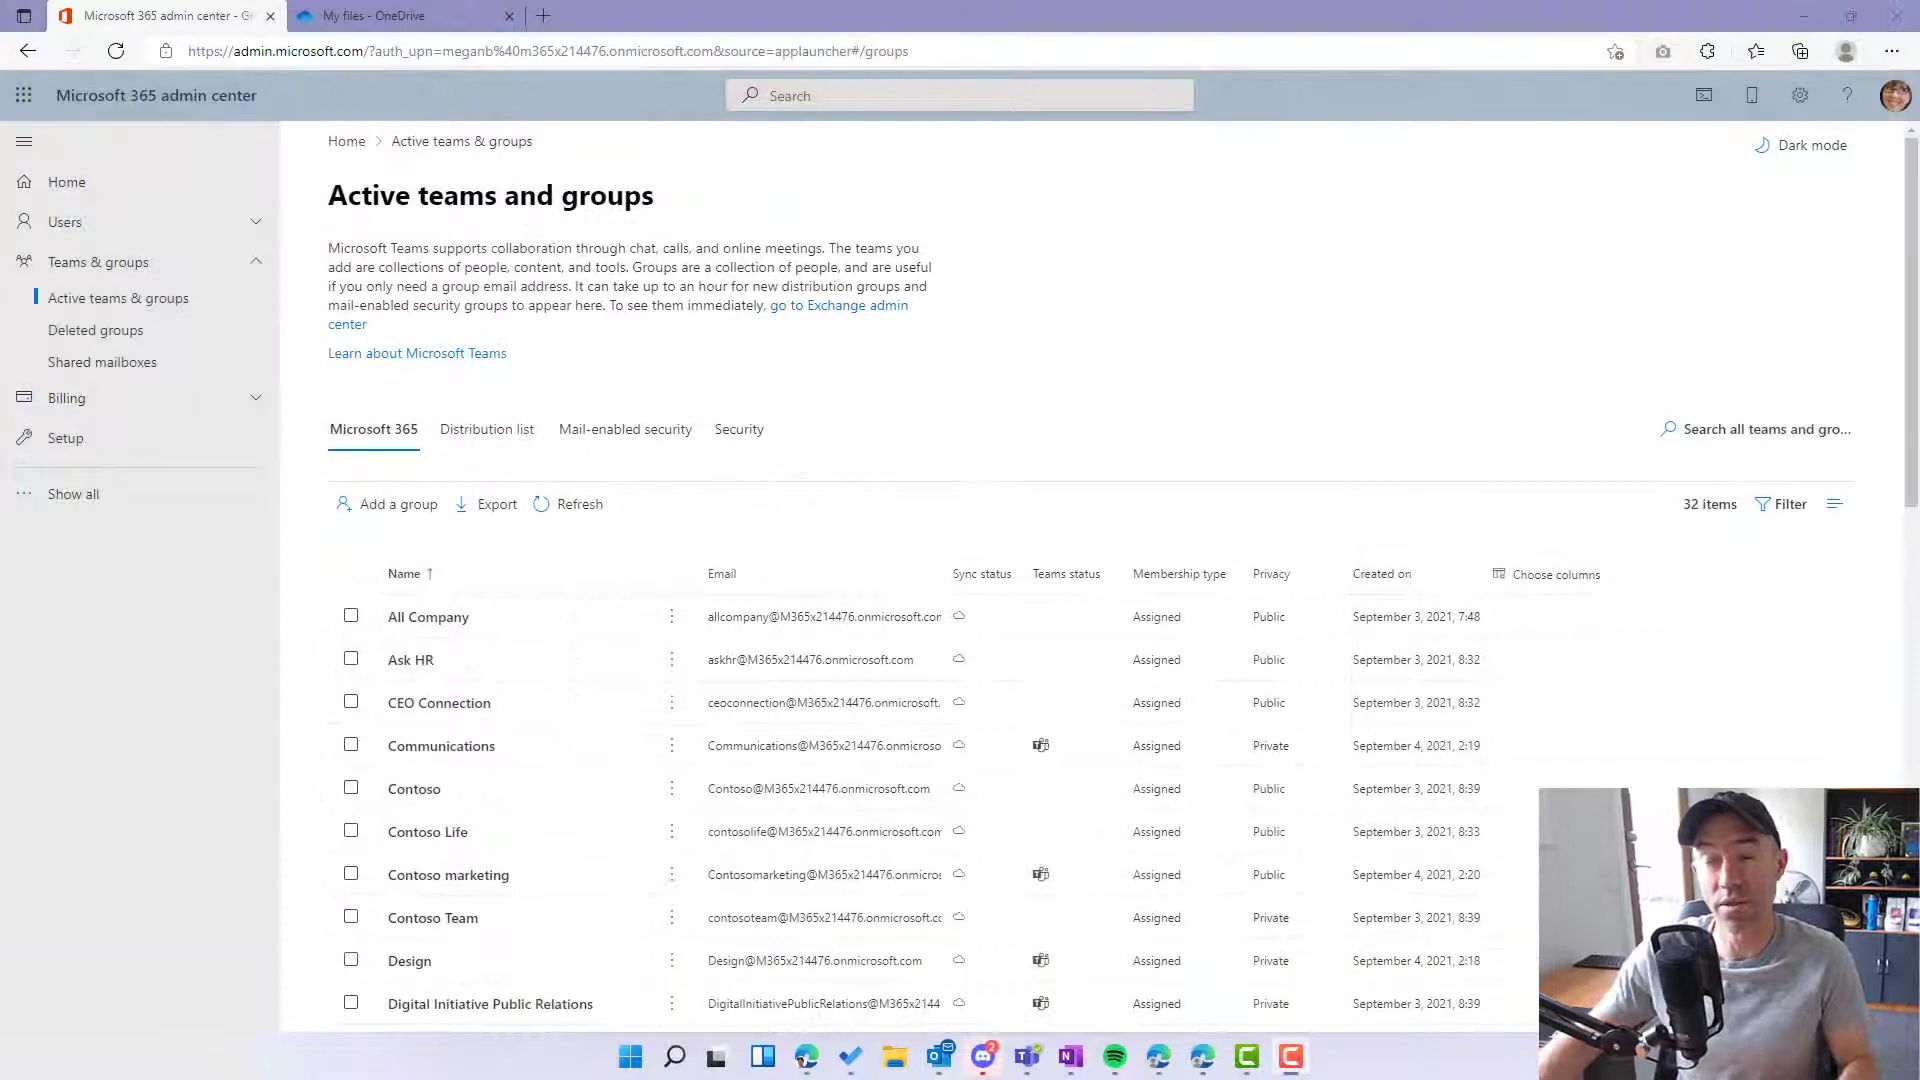 Microsoft 365 admin center - Gr
My files - OneDrive
https://admin.microsoft.com/?auth_upn=meganb%40m365x214476.onmicrosoft.com&source=applauncher#/groups
Microsoft 365 admin center
Search
Home
Users
Teams & groups
Active teams & groups
Deleted groups
Shared mailboxes
Billing
Setup
Show all
Home > Active teams & groups
Dark mode
Active teams and groups
Microsoft Teams supports collaboration through chat, calls, and online meetings. The teams you
add are collections of people, content, and tools. Groups are a collection of people, and are useful
if you only need a group email address. It can take up to an hour for new distribution groups and
mail-enabled security groups to appear here. To see them immediately, go to Exchange admin
center
Learn about Microsoft Teams
Microsoft 365 Distribution list Mail-enabled security Security
Search all teams and gro...
Add a group Export Refresh
32 items Filter
Name ↑ Email Sync status Teams status Membership type Privacy Created on Choose columns
All Company allcompany@M365x214476.onmicrosoft.com Assigned Public September 3, 2021, 7:48
Ask HR askhr@M365x214476.onmicrosoft.com Assigned Public September 3, 2021, 8:32
CEO Connection ceoconnection@M365x214476.onmicrosoft. Assigned Public September 3, 2021, 8:32
Communications Communications@M365x214476.onmicroso Assigned Private September 4, 2021, 2:19
Contoso Contoso@M365x214476.onmicrosoft.com Assigned Public September 3, 2021, 8:39
Contoso Life contosolife@M365x214476.onmicrosoft.com Assigned Public September 3, 2021, 8:33
Contoso marketing Contosomarketing@M365x214476.onmicros Assigned Public September 4, 2021, 2:20
Contoso Team contosoteam@M365x214476.onmicrosoft.cc Assigned Private September 3, 2021, 8:39
Design Design@M365x214476.onmicrosoft.com Assigned Private September 4, 2021, 2:18
Digital Initiative Public Relations DigitalInitiativePublicRelations@M365x2144 Assigned Private September 3, 2021, 8:39
2